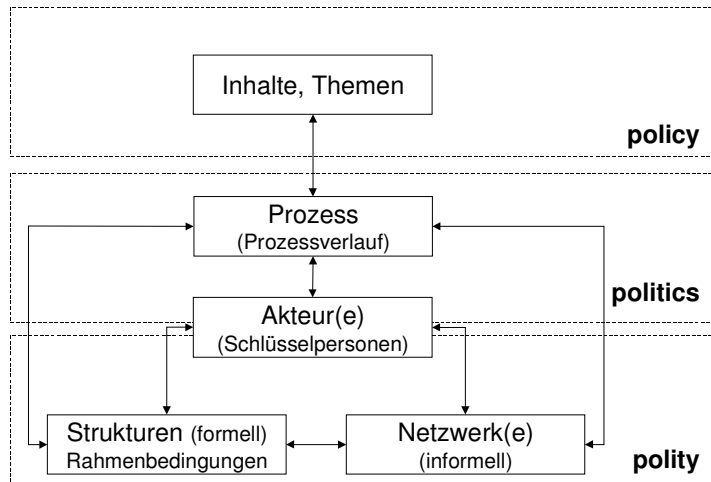 Inhalte, Themen
policy
Prozess
(Prozessverlauf)
politics
Akteur(e)
(Schlüsselpersonen)
Strukturen (formell)
Rahmenbedingungen
Netzwerk(e)
(informell)
polity